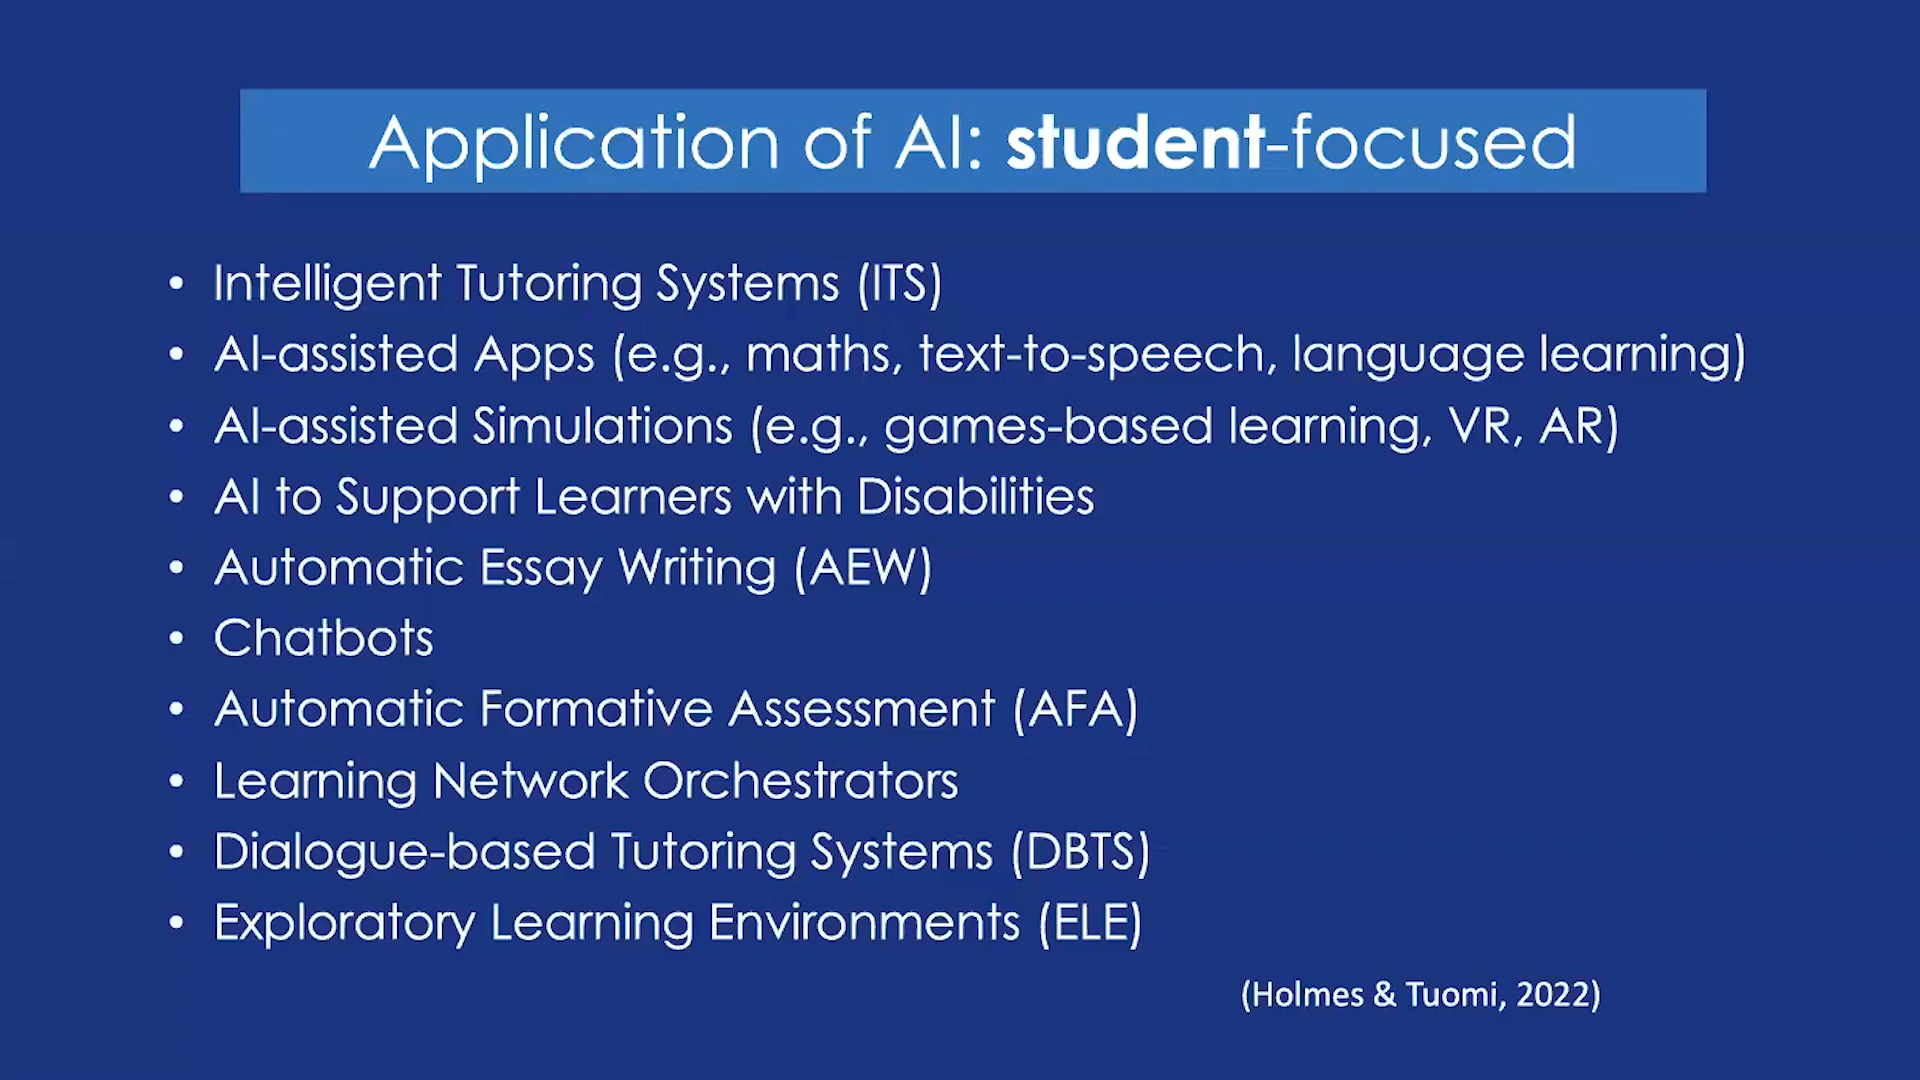 Application of AI: student-focused
• Intelligent Tutoring Systems (ITS)
• AI-assisted Apps (e.g., maths, text-to-speech, language learning)
• AI-assisted Simulations (e.g., games-based learning, VR, AR)
• AI to Support Learners with Disabilities
• Automatic Essay Writing (AEW)
• Chatbots
• Automatic Formative Assessment (AFA)
• Learning Network Orchestrators
• Dialogue-based Tutoring Systems (DBTS)
• Exploratory Learning Environments (ELE)
(Holmes & Tuomi, 2022)